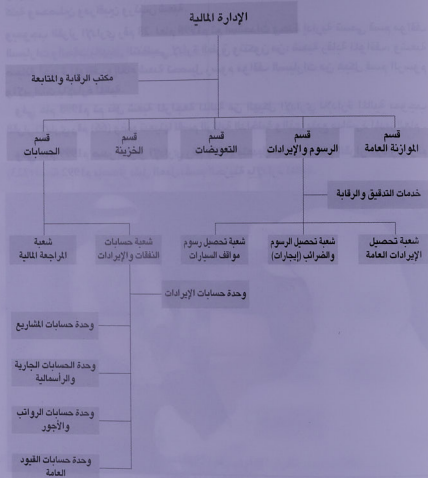 الإدارة المالية
مكتب الرقابة والمتابعة
قسم
الموازنة العامة
قسم
الرسوم والإيرادات
قسم
التعويضات
قسم
الخزينة
قسم
الحسابات
خدمات التدقيق والرقابة
شعبة تحصيل
الإيرادات العامة
شعبة تحصيل الرسوم
والضرائب (إيجارات)
شعبة تحصيل رسوم
مواقف السيارات
شعبة حسابات
النفقات والإيرادات
شعبة
المراجعة المالية
وحدة حسابات الإيرادات
وحدة حسابات المشاريع
وحدة الحسابات الجارية
والرأسمالية
وحدة حسابات الرواتب
والأجور
وحدة حسابات القيود
العامة